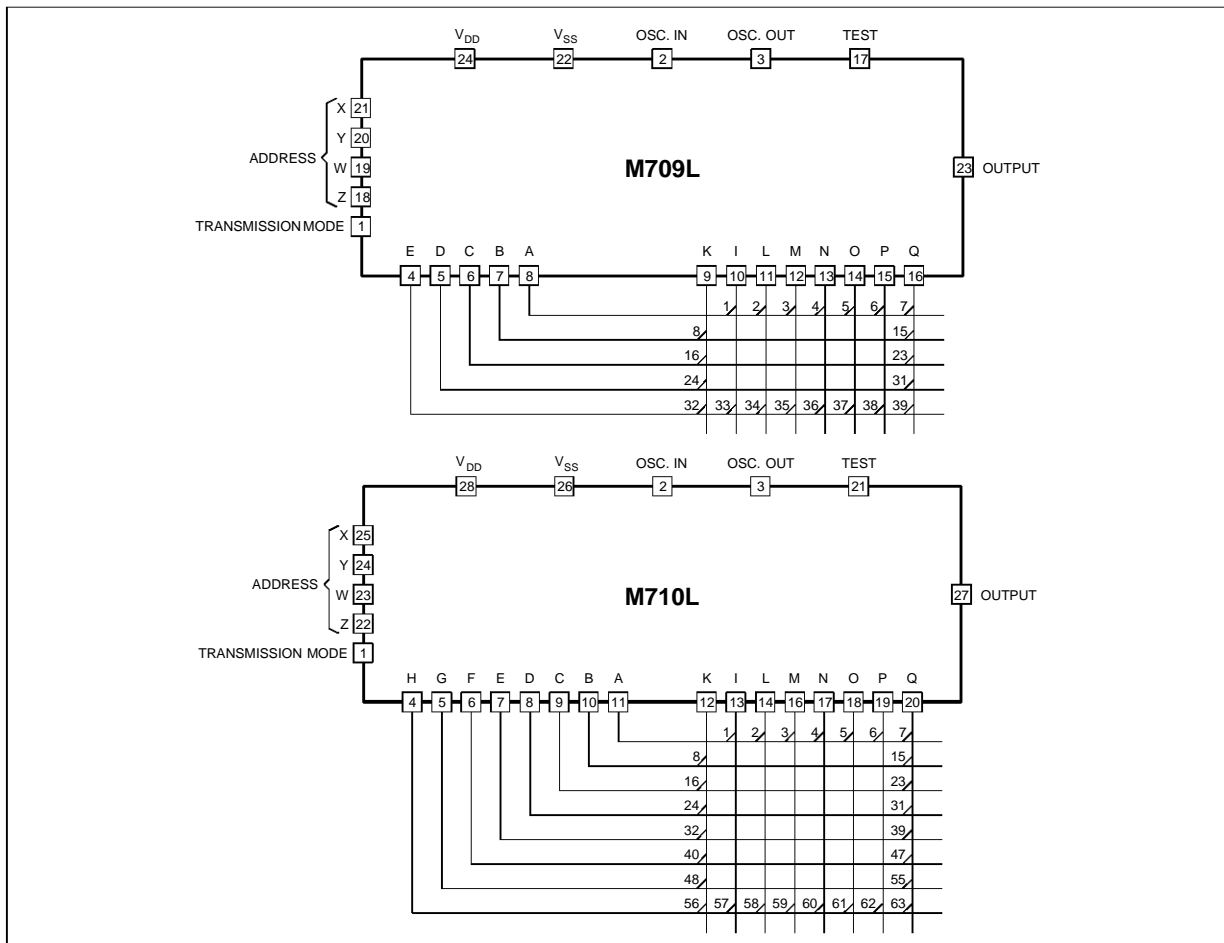 V_DD V_SS OSC. IN OSC. OUT TEST
24 22 2 3 17
X 21
Y 20
ADDRESS
W 19
M709L
23 OUTPUT
Z 18
TRANSMISSION MODE 1
E D C B A K I L M N O P Q
4 5 6 7 8 9 10 11 12 13 14 15 16
1 2 3 4 5 6 7
8 15
16 23
24 31
32 33 34 35 36 37 38 39
V_DD V_SS OSC. IN OSC. OUT TEST
28 26 2 3 21
X 25
Y 24
ADDRESS
W 23
M710L
27 OUTPUT
Z 22
TRANSMISSION MODE 1
H G F E D C B A K I L M N O P Q
4 5 6 7 8 9 10 11 12 13 14 16 17 18 19 20
1 2 3 4 5 6 7
8 15
16 23
24 31
32 39
40 47
48 55
56 57 58 59 60 61 62 63